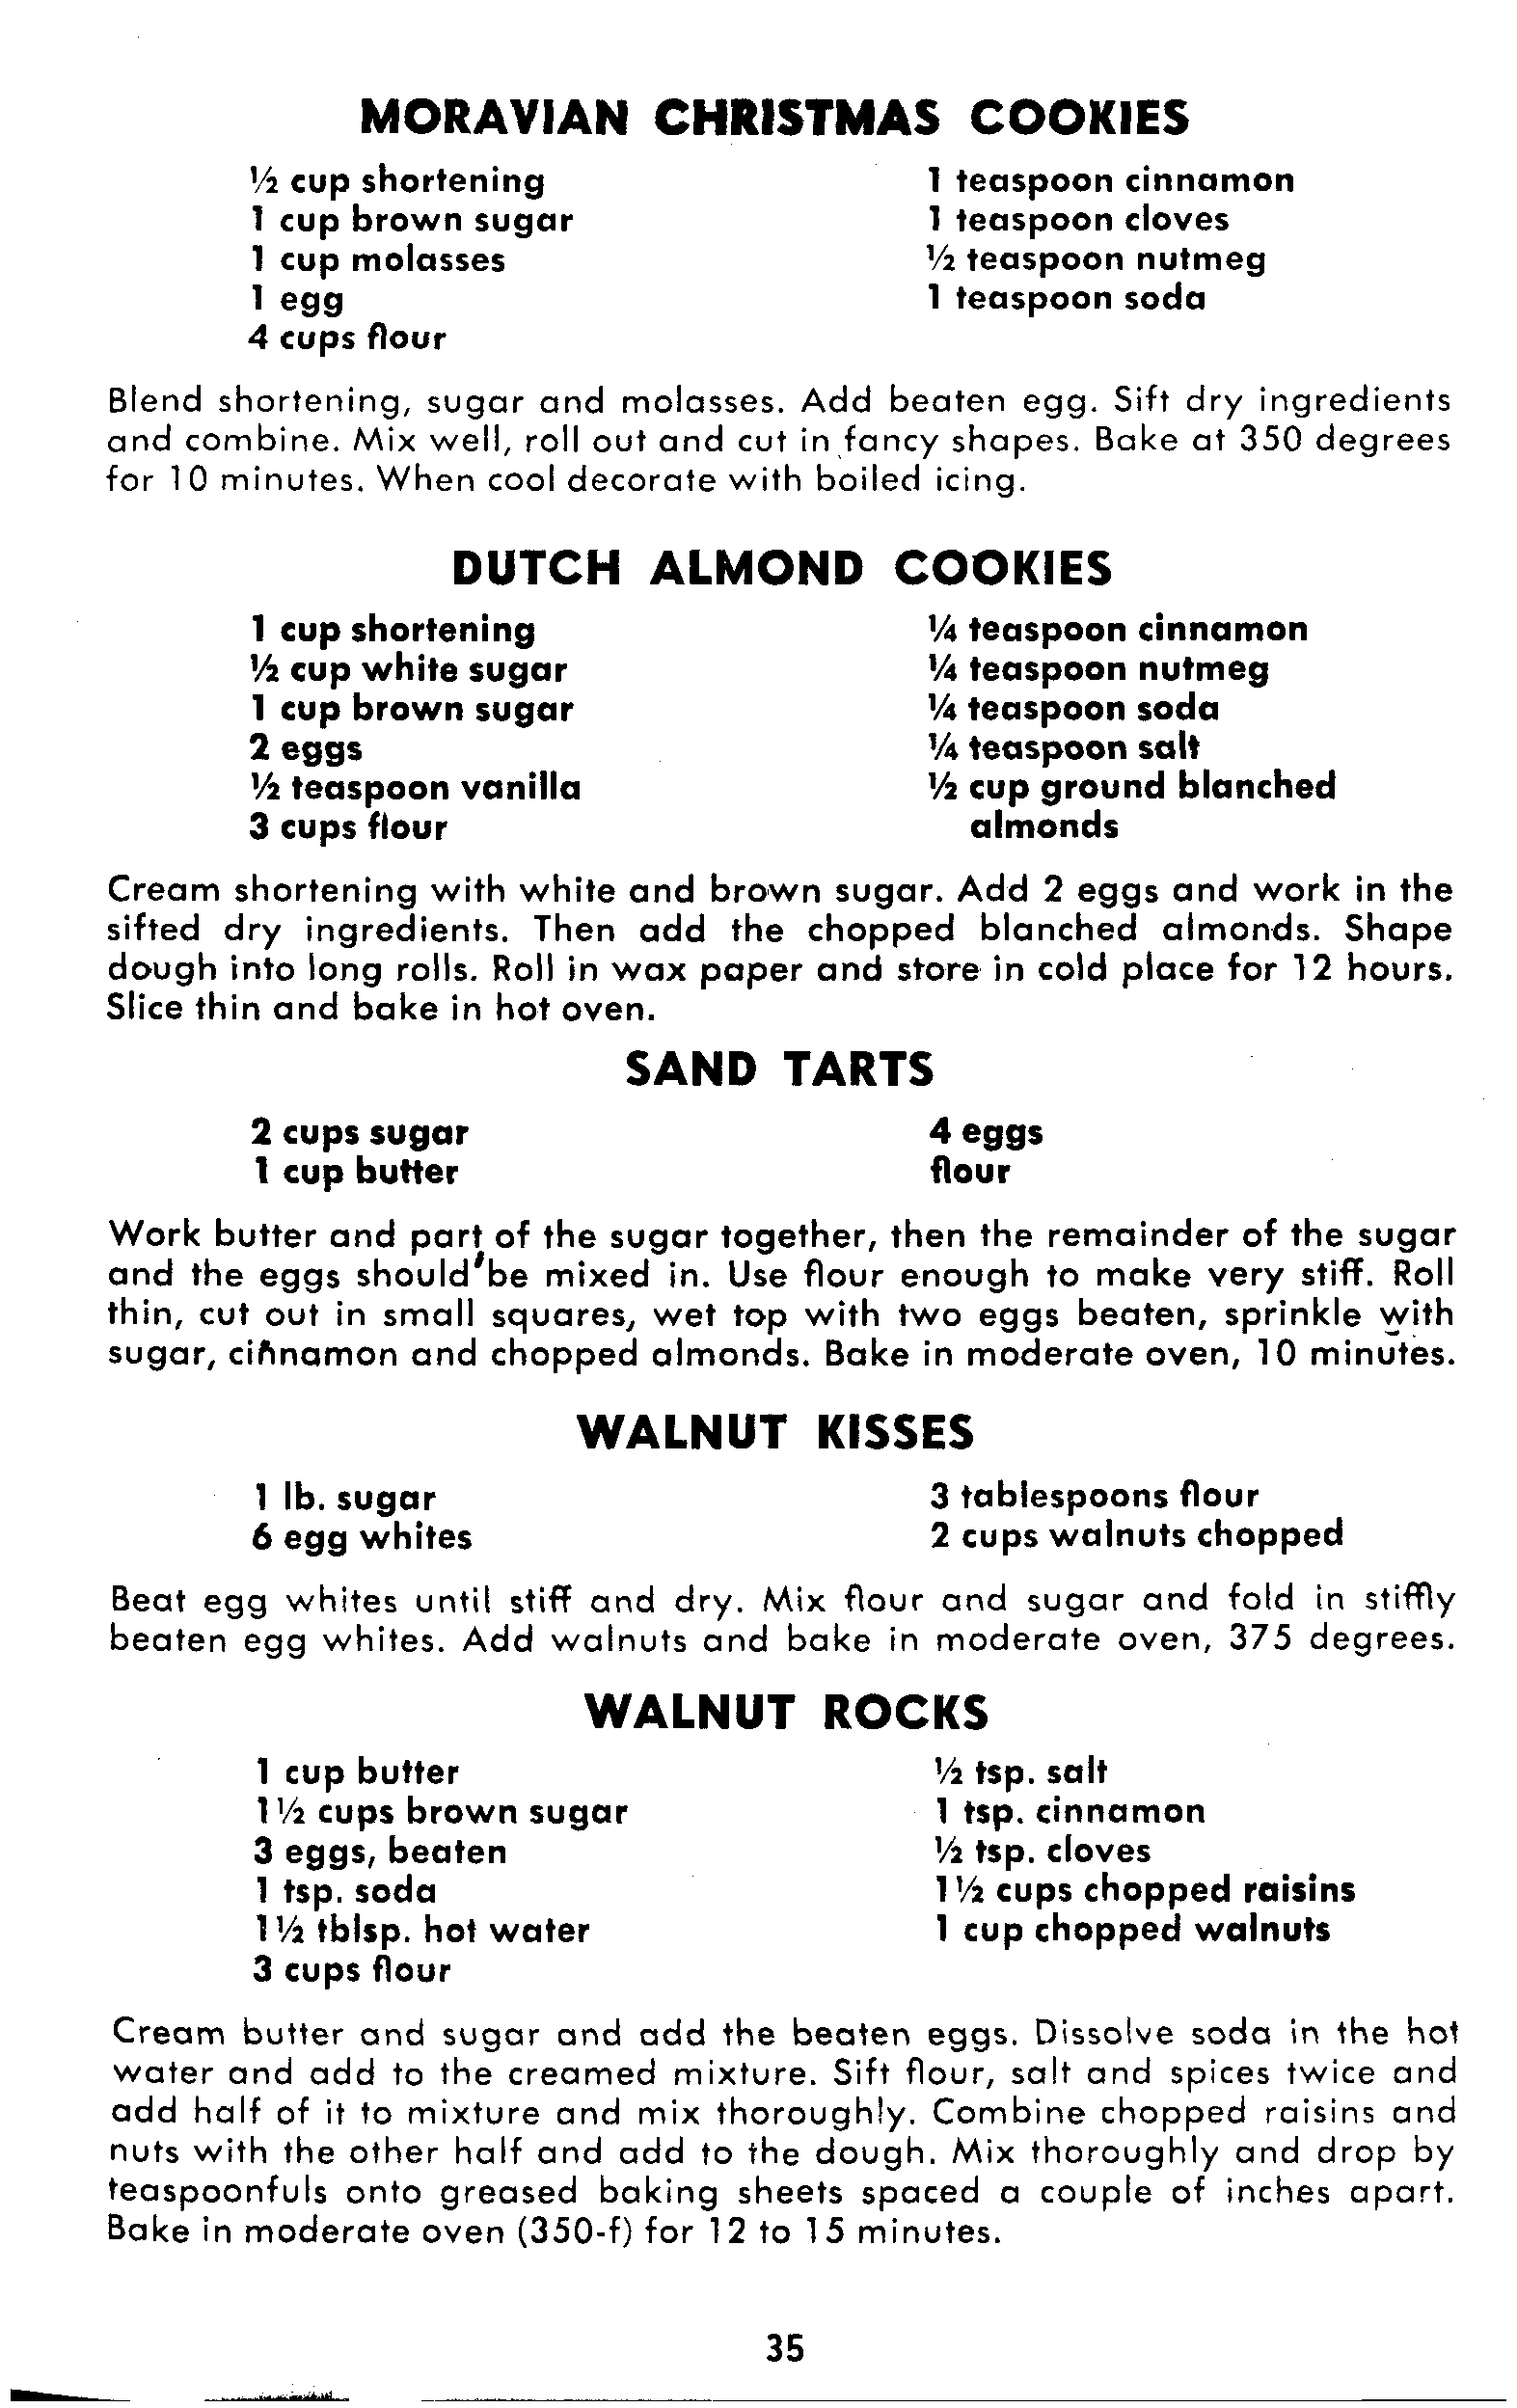 MORAVIAN CHRISTMAS COOKIES
½ cup shortening
1 cup brown sugar
1 cup molasses
1 egg
4 cups flour
1 teaspoon cinnamon
1 teaspoon cloves
½ teaspoon nutmeg
1 teaspoon soda
Blend shortening, sugar and molasses. Add beaten egg. Sift dry ingredients
and combine. Mix well, roll out and cut in fancy shapes. Bake at 350 degrees
for 10 minutes. When cool decorate with boiled icing.
DUTCH ALMOND COOKIES
1 cup shortening
½ cup white sugar
1 cup brown sugar
2 eggs
½ teaspoon vanilla
3 cups flour
¼ teaspoon cinnamon
¼ teaspoon nutmeg
¼ teaspoon soda
¼ teaspoon salt
½ cup ground blanched
almonds
Cream shortening with white and brown sugar. Add 2 eggs and work in the
sifted dry ingredients. Then add the chopped blanched almonds. Shape
dough into long rolls. Roll in wax paper and store in cold place for 12 hours.
Slice thin and bake in hot oven.
SAND TARTS
2 cups sugar
1 cup butter
4 eggs
flour
Work butter and part of the sugar together, then the remainder of the sugar
and the eggs should be mixed in. Use flour enough to make very stiff. Roll
thin, cut out in small squares, wet top with two eggs beaten, sprinkle with
sugar, cinnamon and chopped almonds. Bake in moderate oven, 10 minutes.
WALNUT KISSES
1 lb. sugar
6 egg whites
3 tablespoons flour
2 cups walnuts chopped
Beat egg whites until stiff and dry. Mix flour and sugar and fold in stiffly
beaten egg whites. Add walnuts and bake in moderate oven, 375 degrees.
WALNUT ROCKS
1 cup butter
1½ cups brown sugar
3 eggs, beaten
1 tsp. soda
1½ tblsp. hot water
3 cups flour
½ tsp. salt
1 tsp. cinnamon
½ tsp. cloves
1½ cups chopped raisins
1 cup chopped walnuts
Cream butter and sugar and add the beaten eggs. Dissolve soda in the hot
water and add to the creamed mixture. Sift flour, salt and spices twice and
add half of it to mixture and mix thoroughly. Combine chopped raisins and
nuts with the other half and add to the dough. Mix thoroughly and drop by
teaspoonfuls onto greased baking sheets spaced a couple of inches apart.
Bake in moderate oven (350-f) for 12 to 15 minutes.
35